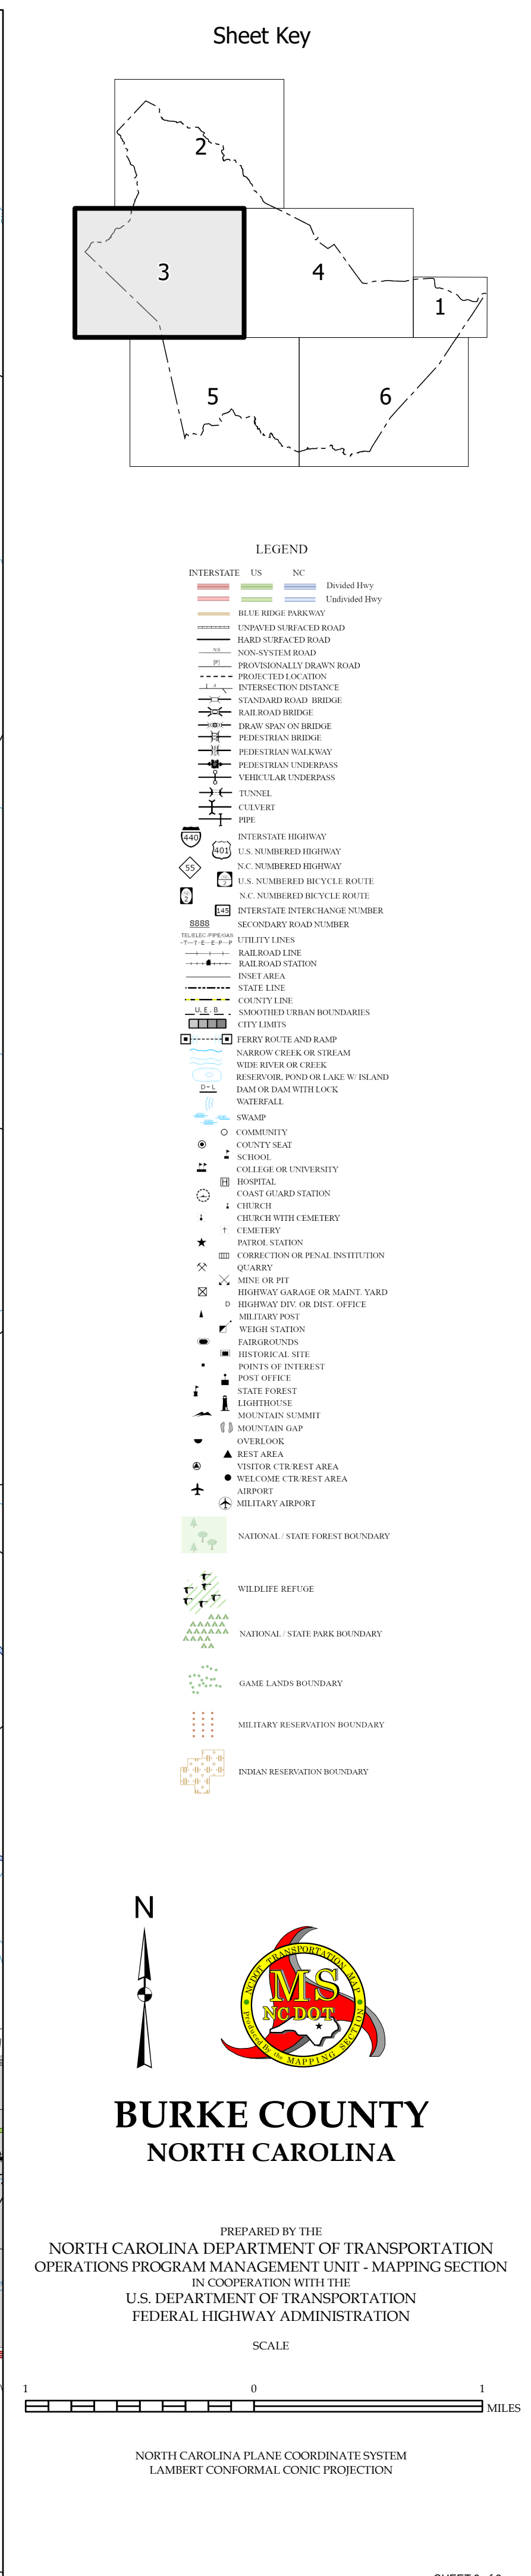 Sheet Key
2
3
4
1
5
6
LEGEND
INTERSTATE US NC
Divided Hwy
Undivided Hwy
BLUE RIDGE PARKWAY
UNPAVED SURFACED ROAD
HARD SURFACED ROAD
NS NON-SYSTEM ROAD
[P] PROVISIONALLY DRAWN ROAD
PROJECTED LOCATION
INTERSECTION DISTANCE
STANDARD ROAD BRIDGE
RAILROAD BRIDGE
DRAW SPAN ON BRIDGE
PEDESTRIAN BRIDGE
PEDESTRIAN WALKWAY
PEDESTRIAN UNDERPASS
VEHICULAR UNDERPASS
TUNNEL
CULVERT
PIPE
440 INTERSTATE HIGHWAY
401 U.S. NUMBERED HIGHWAY
55 N.C. NUMBERED HIGHWAY
2 U.S. NUMBERED BICYCLE ROUTE
2 N.C. NUMBERED BICYCLE ROUTE
145 INTERSTATE INTERCHANGE NUMBER
8888 SECONDARY ROAD NUMBER
TEL/ELEC /PIPE/GAS
-T--T-E--E-P--P UTILITY LINES
RAILROAD LINE
RAILROAD STATION
INSET AREA
STATE LINE
COUNTY LINE
U. E. B SMOOTHED URBAN BOUNDARIES
CITY LIMITS
FERRY ROUTE AND RAMP
NARROW CREEK OR STREAM
WIDE RIVER OR CREEK
RESERVOIR, POND OR LAKE W/ ISLAND
D-L DAM OR DAM WITH LOCK
WATERFALL
SWAMP
COMMUNITY
COUNTY SEAT
SCHOOL
COLLEGE OR UNIVERSITY
H HOSPITAL
COAST GUARD STATION
CHURCH
CHURCH WITH CEMETERY
CEMETERY
PATROL STATION
CORRECTION OR PENAL INSTITUTION
QUARRY
MINE OR PIT
HIGHWAY GARAGE OR MAINT. YARD
D HIGHWAY DIV. OR DIST. OFFICE
MILITARY POST
WEIGH STATION
FAIRGROUNDS
HISTORICAL SITE
POINTS OF INTEREST
POST OFFICE
STATE FOREST
LIGHTHOUSE
MOUNTAIN SUMMIT
MOUNTAIN GAP
OVERLOOK
REST AREA
VISITOR CTR/REST AREA
WELCOME CTR/REST AREA
AIRPORT
MILITARY AIRPORT
NATIONAL / STATE FOREST BOUNDARY
WILDLIFE REFUGE
NATIONAL / STATE PARK BOUNDARY
GAME LANDS BOUNDARY
MILITARY RESERVATION BOUNDARY
INDIAN RESERVATION BOUNDARY
N
NCDOT TRANSPORTATION MAP
MS
NCDOT
Produced By the MAPPING SECTION
BURKE COUNTY
NORTH CAROLINA
PREPARED BY THE
NORTH CAROLINA DEPARTMENT OF TRANSPORTATION
OPERATIONS PROGRAM MANAGEMENT UNIT - MAPPING SECTION
IN COOPERATION WITH THE
U.S. DEPARTMENT OF TRANSPORTATION
FEDERAL HIGHWAY ADMINISTRATION
SCALE
1 0 1
MILES
NORTH CAROLINA PLANE COORDINATE SYSTEM
LAMBERT CONFORMAL CONIC PROJECTION